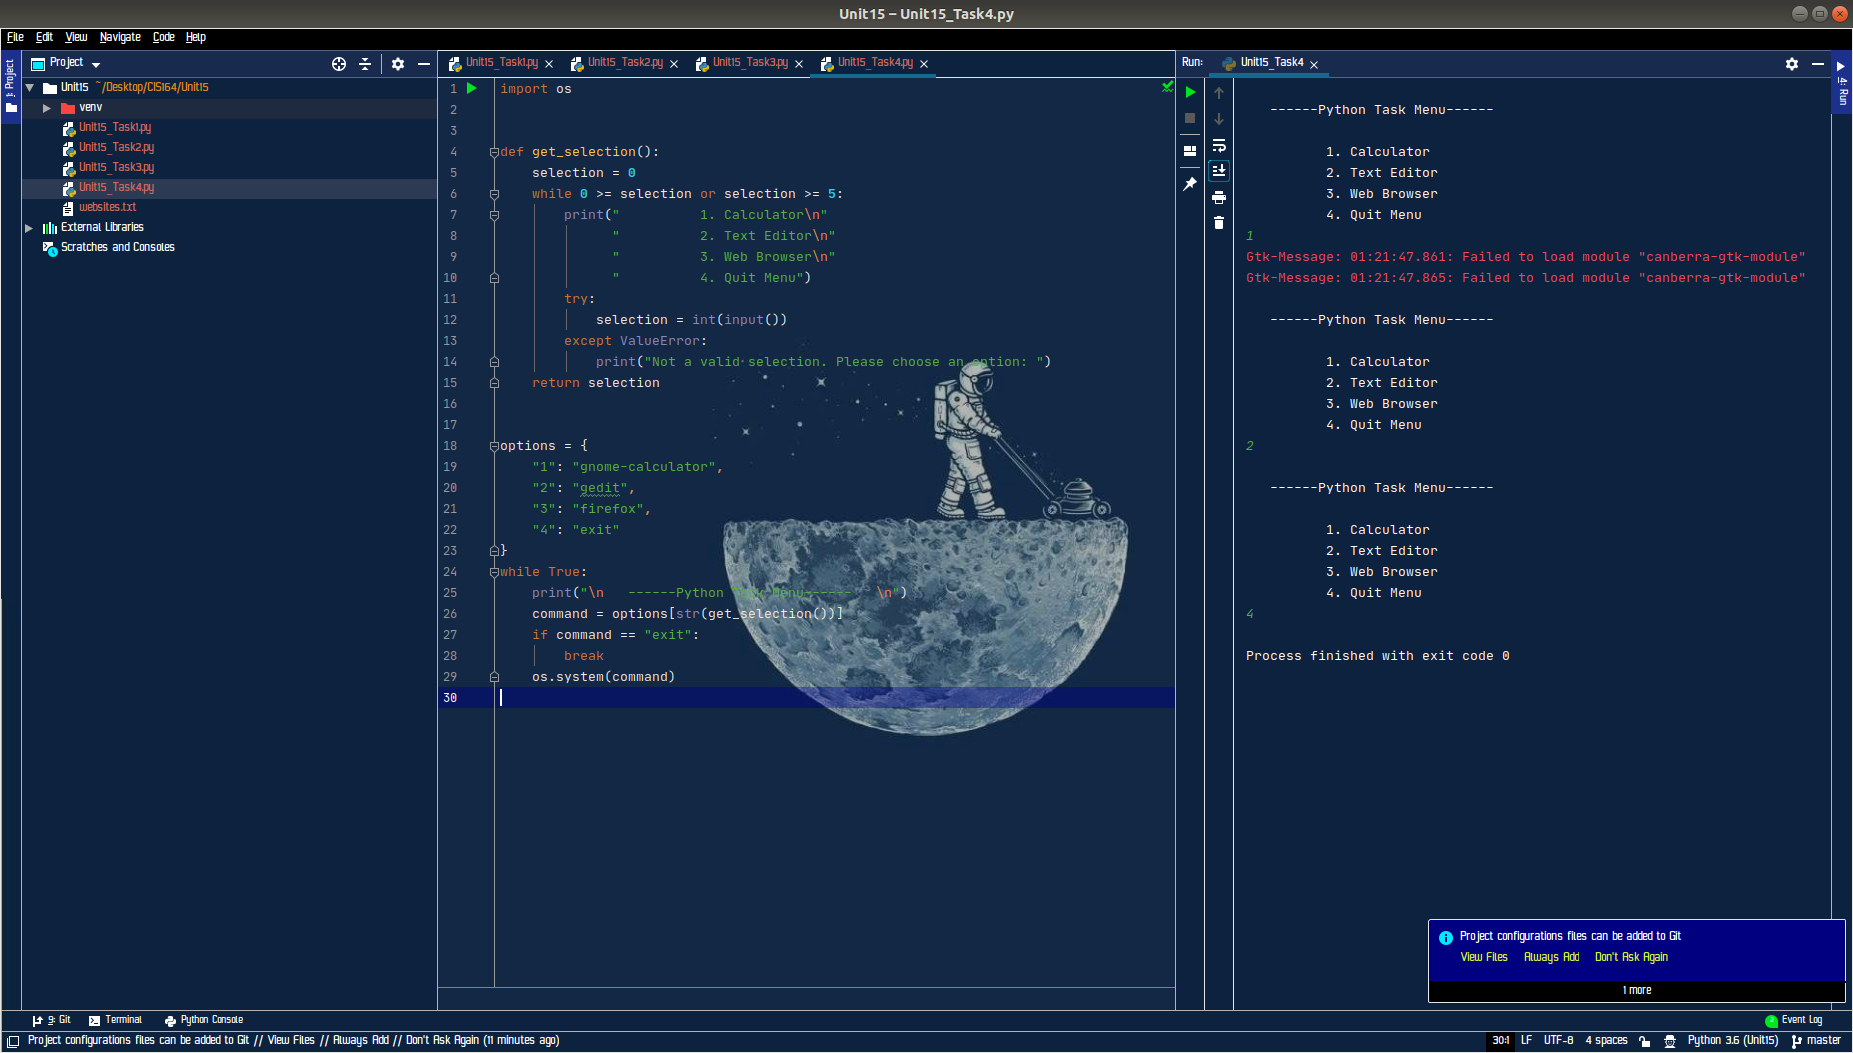 Unit15 – Unit15_Task4.py
File Edit View Navigate Code Help
1: Project
Project
Unit15 ~/Desktop/CIS164/Unit15
venv
Unit15_Task1.py
Unit15_Task2.py
Unit15_Task3.py
Unit15_Task4.py
websites.txt
External Libraries
Scratches and Consoles
Unit15_Task1.py Unit15_Task2.py Unit15_Task3.py Unit15_Task4.py
1 import os
2
3
4 def get_selection():
5     selection = 0
6     while 0 >= selection or selection >= 5:
7         print("          1. Calculator\n"
8               "          2. Text Editor\n"
9               "          3. Web Browser\n"
10               "          4. Quit Menu")
11         try:
12             selection = int(input())
13         except ValueError:
14             print("Not a valid selection. Please choose an option: ")
15     return selection
16
17
18 options = {
19     "1": "gnome-calculator",
20     "2": "gedit",
21     "3": "firefox",
22     "4": "exit"
23 }
24 while True:
25     print("\n   ------Python Task Menu------   \n")
26     command = options[str(get_selection())]
27     if command == "exit":
28         break
29     os.system(command)
30
Run: Unit15_Task4
4: Run
------Python Task Menu------
1. Calculator
2. Text Editor
3. Web Browser
4. Quit Menu
1
Gtk-Message: 01:21:47.861: Failed to load module "canberra-gtk-module"
Gtk-Message: 01:21:47.865: Failed to load module "canberra-gtk-module"
------Python Task Menu------
1. Calculator
2. Text Editor
3. Web Browser
4. Quit Menu
2
------Python Task Menu------
1. Calculator
2. Text Editor
3. Web Browser
4. Quit Menu
4
Process finished with exit code 0
Project configurations files can be added to Git
View Files Always Add Don't Ask Again
1 more
9: Git Terminal Python Console
2 Event Log
Project configurations files can be added to Git // View Files // Always Add // Don't Ask Again (11 minutes ago)
30:1 LF UTF-8 4 spaces Python 3.6 (Unit15) master